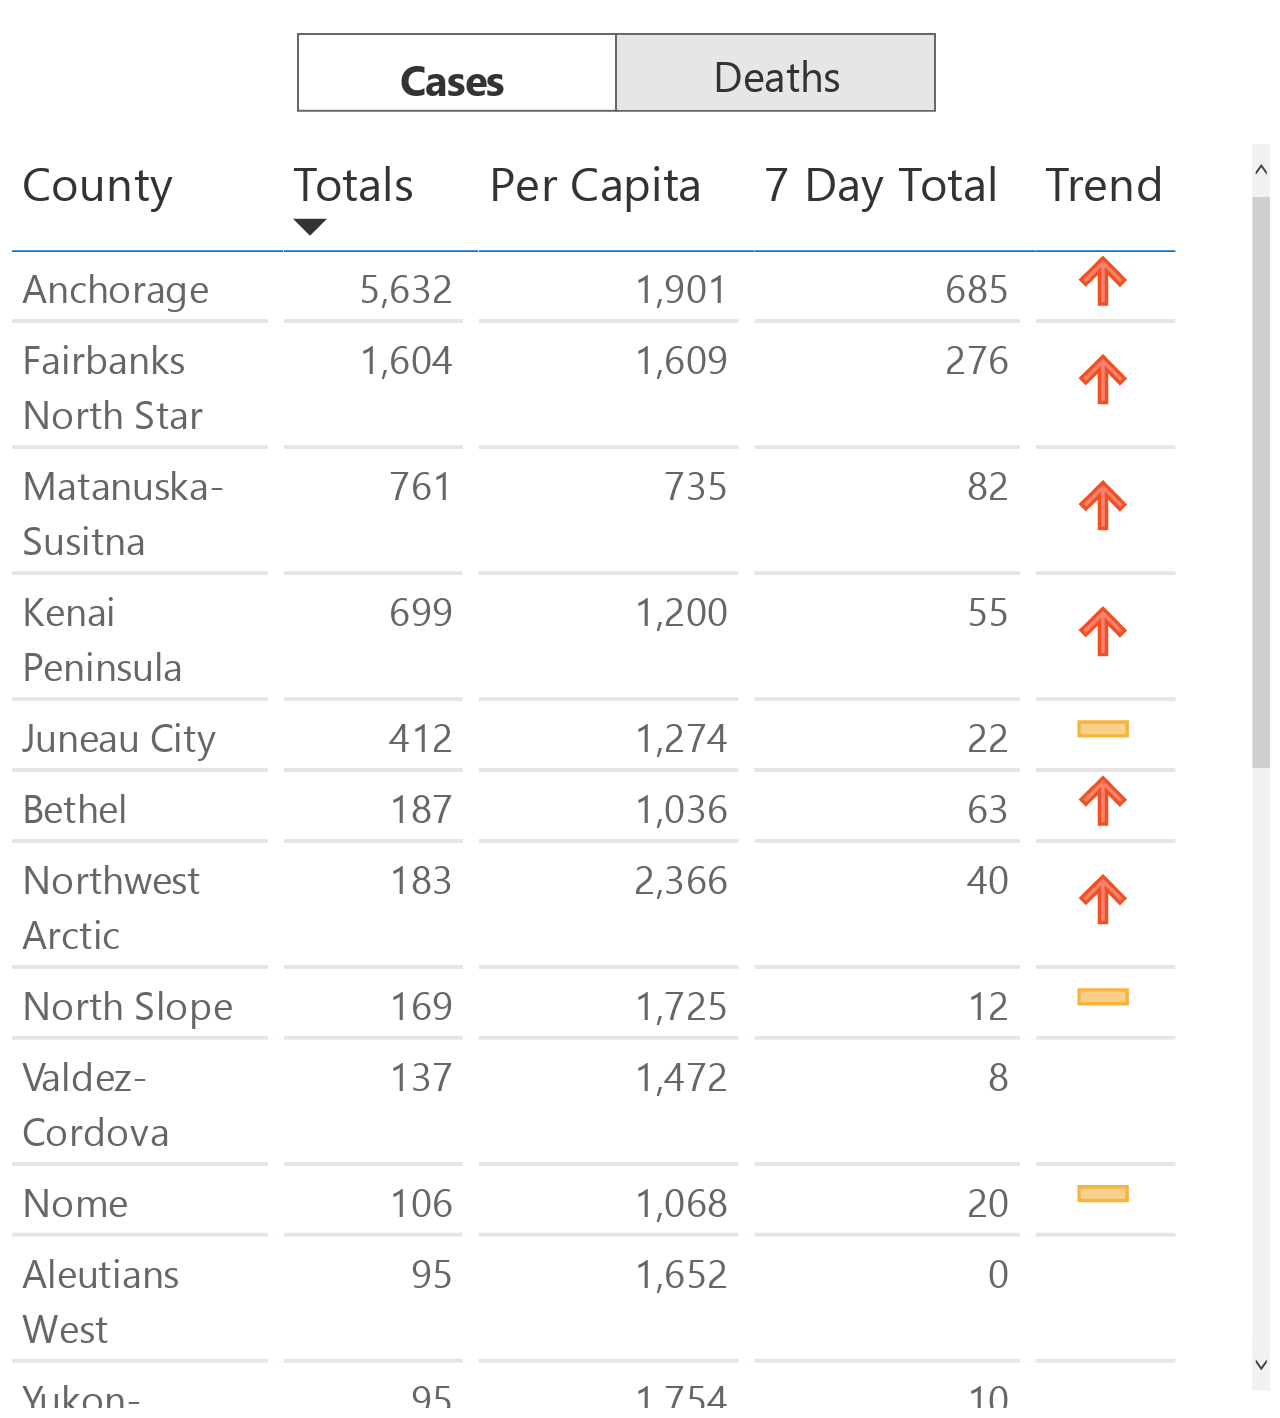 Cases Deaths
County Totals Per Capita 7 Day Total Trend
Anchorage 5,632 1,901 685
Fairbanks 1,604 1,609 276
North Star
Matanuska- 761 735 82
Susitna
Kenai 699 1,200 55
Peninsula
Juneau City 412 1,274 22
Bethel 187 1,036 63
Northwest 183 2,366 40
Arctic
North Slope 169 1,725 12
Valdez- 137 1,472 8
Cordova
Nome 106 1,068 20
Aleutians 95 1,652 0
West
Yukon- 95 1,754 10